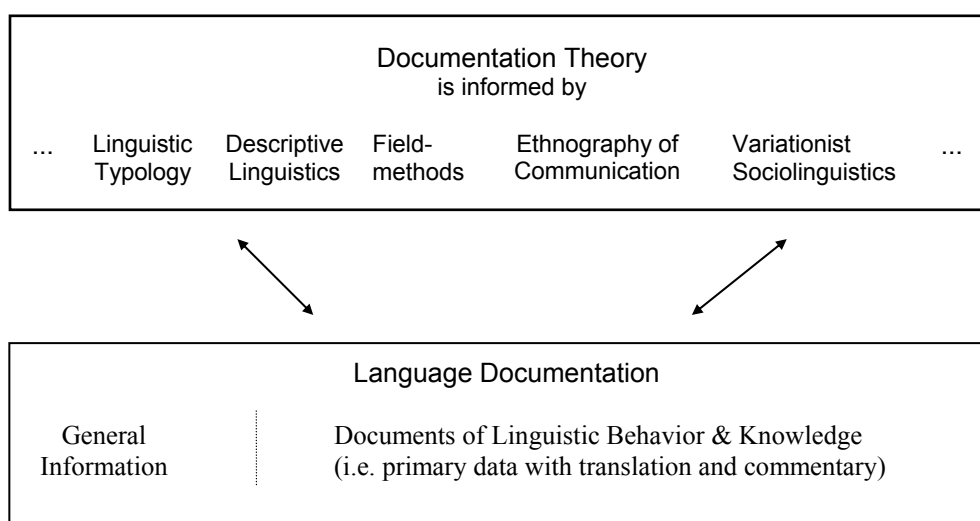 Documentation Theory
is informed by
... Linguistic Typology Descriptive Linguistics Field-methods Ethnography of Communication Variationist Sociolinguistics ...
Language Documentation
General Information
Documents of Linguistic Behavior & Knowledge
(i.e. primary data with translation and commentary)